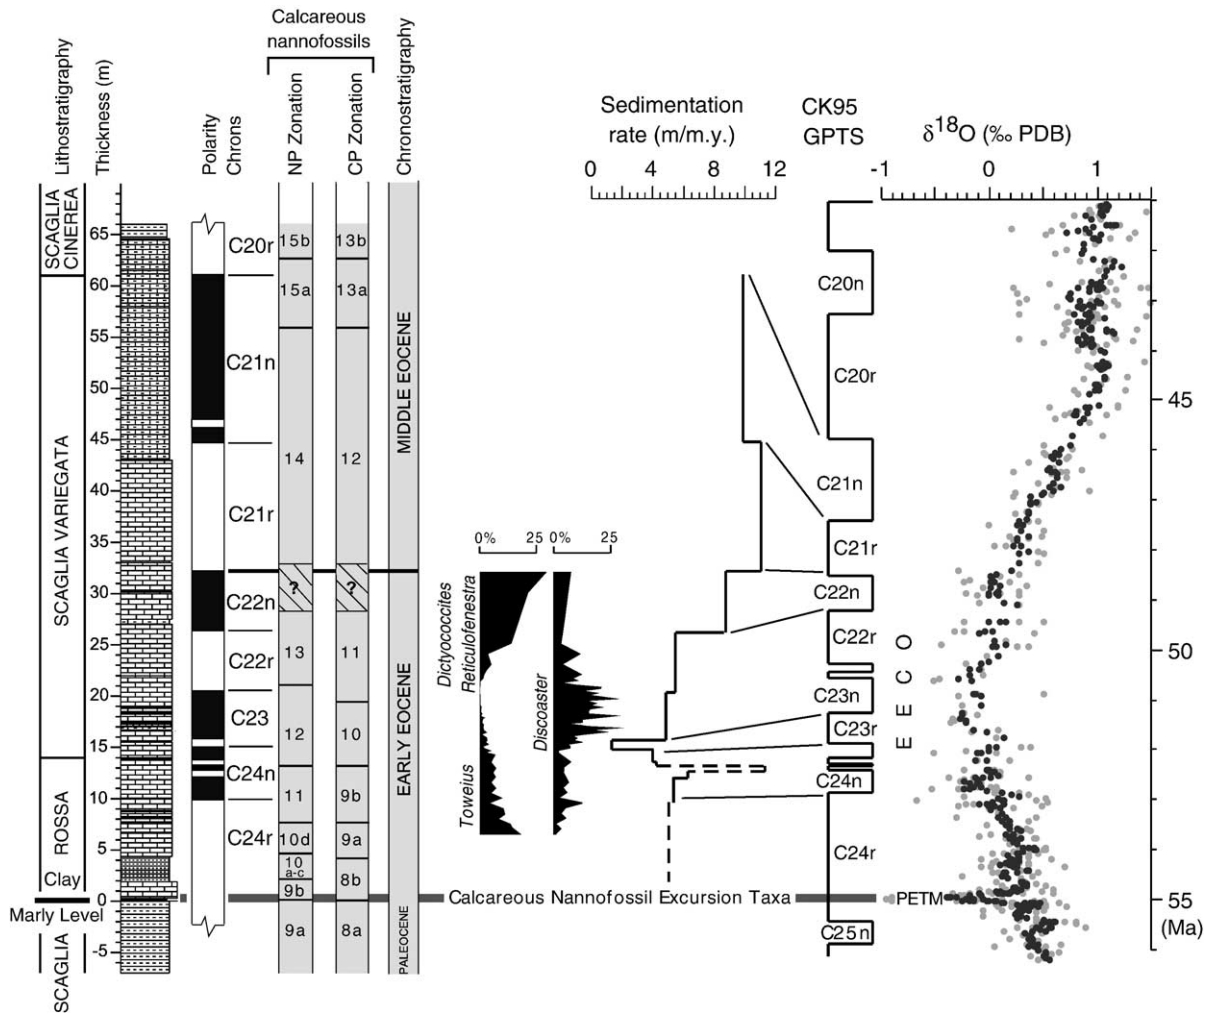 Calcareous
nannofossils
Lithostratigraphy
Thickness (m)
Polarity
Chrons
NP Zonation
CP Zonation
Chronostratigraphy
Sedimentation
rate (m/m.y.)
CK95
GPTS
δ18O (‰ PDB)
0 4 8 12
-1 0 1
SCAGLIA
CINEREA
SCAGLIA VARIEGATA
ROSSA
Clay
Marly Level
SCAGLIA
65
60
55
50
45
40
35
30
25
20
15
10
5
0
-5
C20r
C21n
C21r
C22n
C22r
C23
C24n
C24r
15b
15a
14
?
13
12
11
10d
10
a-c
9b
9a
13b
13a
12
?
11
10
9b
9a
8b
8a
MIDDLE EOCENE
EARLY EOCENE
PALEOCENE
0% 25 0% 25
Dictyococcites
Reticulofenestra
Toweius
Discoaster
Calcareous Nannofossil Excursion Taxa
C20n
C20r
C21n
C21r
C22n
C22r
C23n
C23r
C24n
C24r
C25n
E E C O
PETM
45
50
55
(Ma)